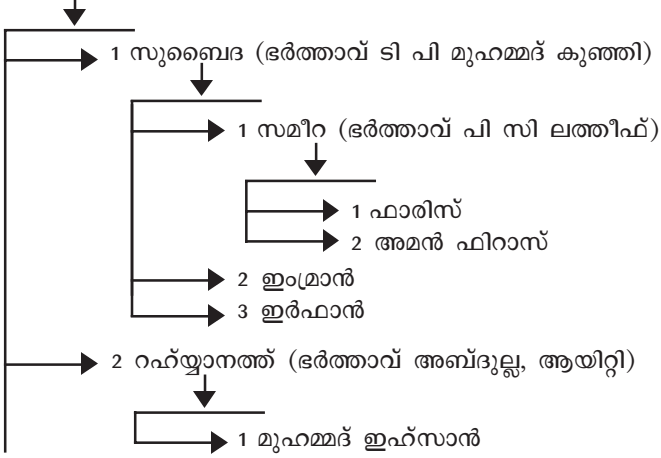 1 സുബൈദ (ഭർത്താവ് ടി പി മുഹമ്മദ് കുഞ്ഞി)
1 സമീറ (ഭർത്താവ് പി സി ലത്തീഫ്)
1 ഫാരിസ്
2 അമൻ ഫിറാസ്
2 ഇംമ്രാൻ
3 ഇർഫാൻ
2 റഹ്യ്യാനത്ത് (ഭർത്താവ് അബ്ദുല്ല, ആയിറ്റി)
1 മുഹമ്മദ് ഇഹ്സാൻ